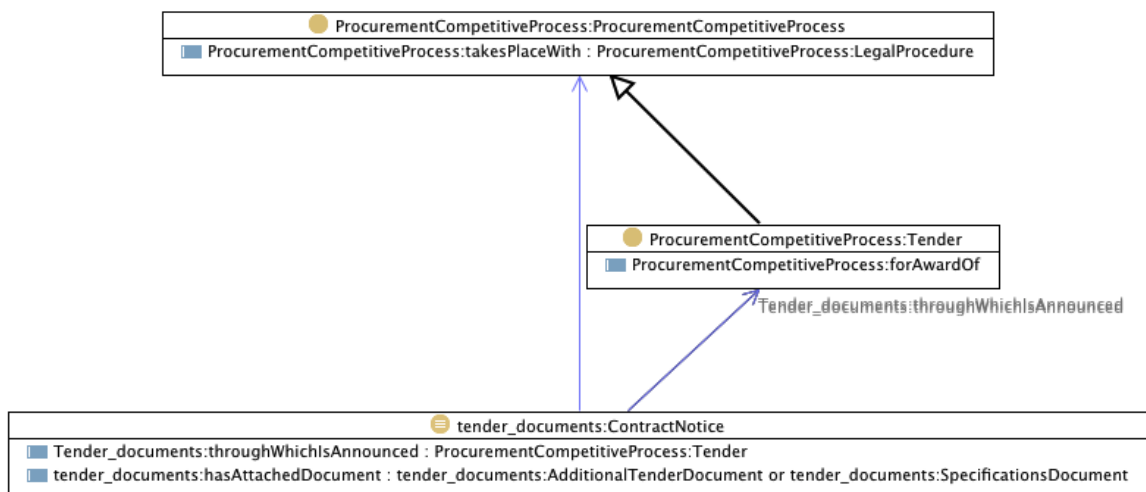 ProcurementCompetitiveProcess:ProcurementCompetitiveProcess
ProcurementCompetitiveProcess:takesPlaceWith : ProcurementCompetitiveProcess:LegalProcedure
ProcurementCompetitiveProcess:Tender
ProcurementCompetitiveProcess:forAwardOf
Tender_documents:throughWhichIsAnnounced
tender_documents:ContractNotice
Tender_documents:throughWhichIsAnnounced : ProcurementCompetitiveProcess:Tender
tender_documents:hasAttachedDocument : tender_documents:AdditionalTenderDocument or tender_documents:SpecificationsDocument